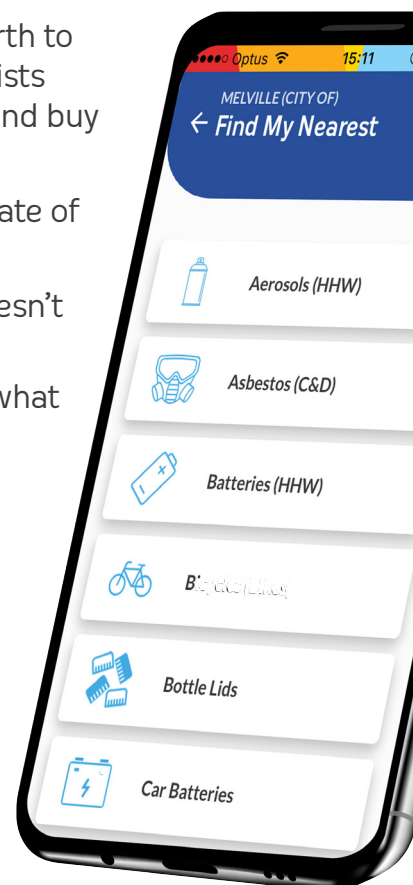 rth to
ists
nd buy
ate of
esn't
what
Optus 15:11
MELVILLE (CITY OF)
← Find My Nearest
Aerosols (HHW)
Asbestos (C&D)
Batteries (HHW)
Bottle Lids
Car Batteries